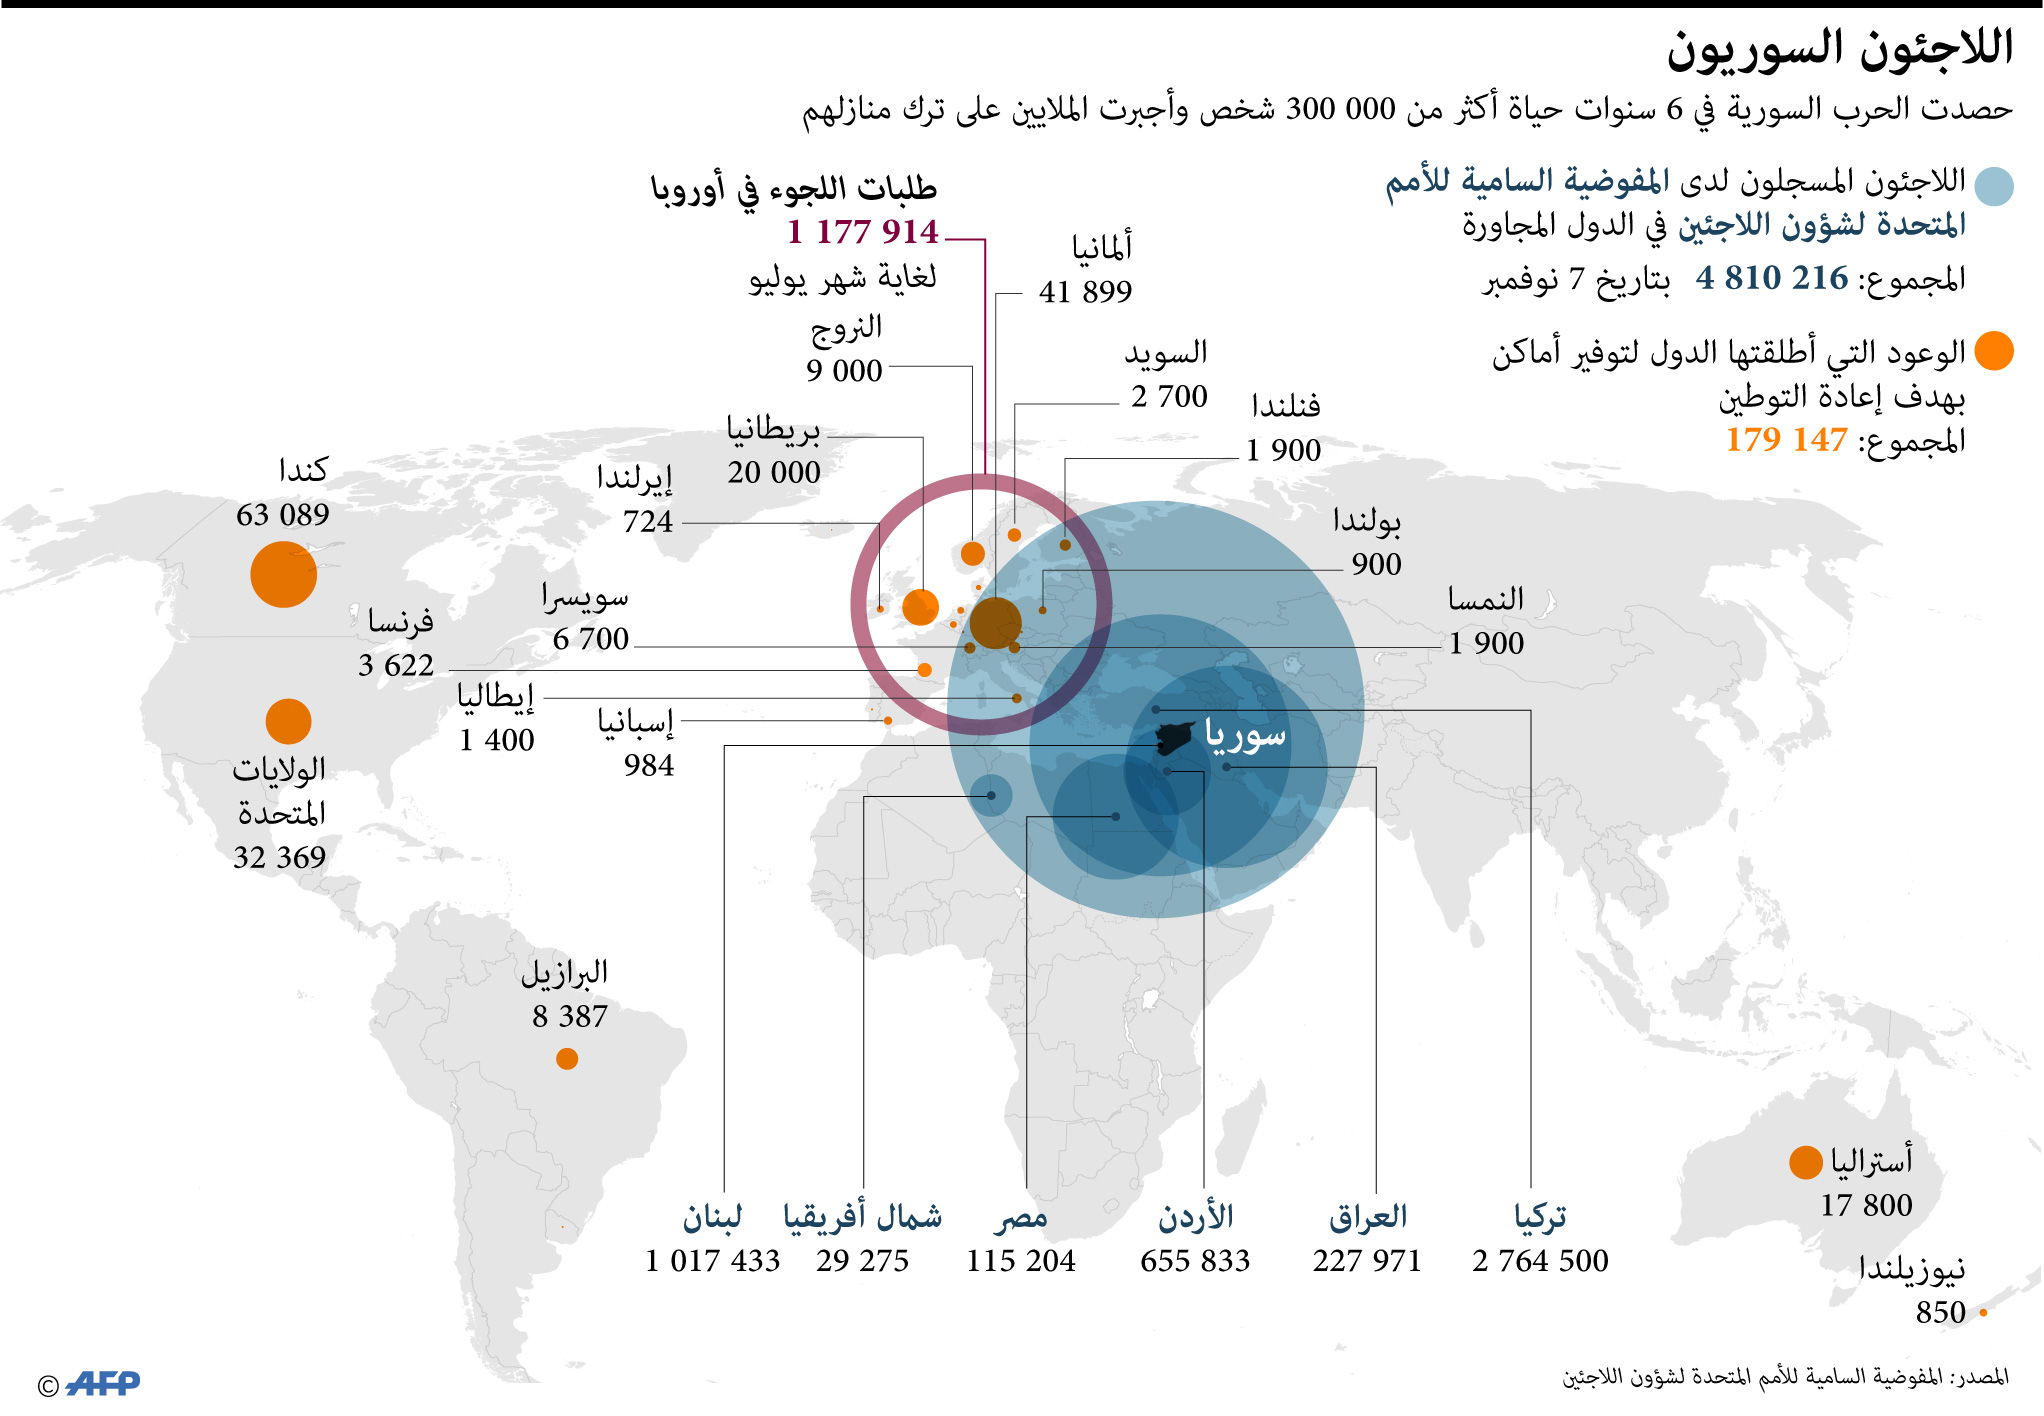 اللاجئون السوريون
حصدت الحرب السورية في 6 سنوات حياة أكثر من 300 000 شخص وأجبرت الملايين على ترك منازلهم
اللاجئون المسجلون لدى المفوضية السامية للأمم
المتحدة لشؤون اللاجئين في الدول المجاورة
المجموع: 4 810 216 بتاريخ 7 نوفمبر
الوعود التي أطلقتها الدول لتوفير أماكن
بهدف إعادة التوطين
المجموع: 179 147
طلبات اللجوء في أوروبا
1 177 914
لغاية شهر يوليو
ألمانيا
41 899
النروج
9 000
السويد
2 700
فنلندا
1 900
بريطانيا
20 000
إيرلندا
724
كندا
63 089
بولندا
900
النمسا
1 900
سويسرا
6 700
فرنسا
3 622
إيطاليا
1 400
إسبانيا
984
سوريا
الولايات
المتحدة
32 369
البرازيل
8 387
أستراليا
17 800
نيوزيلندا
850
تركيا
2 764 500
العراق
227 971
الأردن
655 833
مصر
115 204
شمال أفريقيا
29 275
لبنان
1 017 433
المصدر: المفوضية السامية للأمم المتحدة لشؤون اللاجئين
© AFP